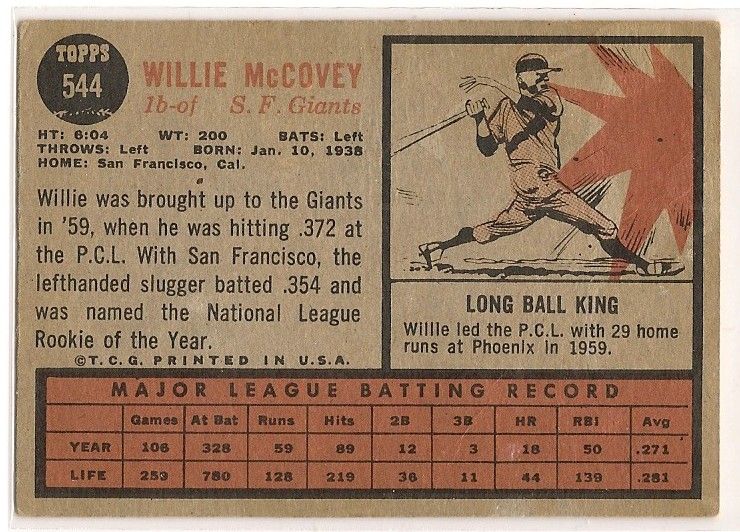 TOPPS
544
WILLIE McCOVEY
1b-of S. F. Giants
HT: 6:04 WT: 200 BATS: Left
THROWS: Left BORN: Jan. 10, 1938
HOME: San Francisco, Cal.
Willie was brought up to the Giants
in '59, when he was hitting .372 at
the P.C.L. With San Francisco, the
lefthanded slugger batted .354 and
was named the National League
Rookie of the Year.
©T.C.G. PRINTED IN U.S.A.
LONG BALL KING
Willie led the P.C.L. with 29 home
runs at Phoenix in 1959.
MAJOR LEAGUE BATTING RECORD
Games At Bat Runs Hits 2B 3B HR RBI Avg
YEAR 106 328 59 89 12 3 18 50 .271
LIFE 253 780 128 219 36 11 44 139 .281